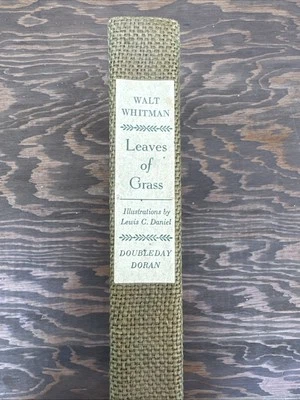 WALT
WHITMAN
Leaves
of
Grass
Illustrations by
Lewis C. Daniel
DOUBLEDAY
DORAN